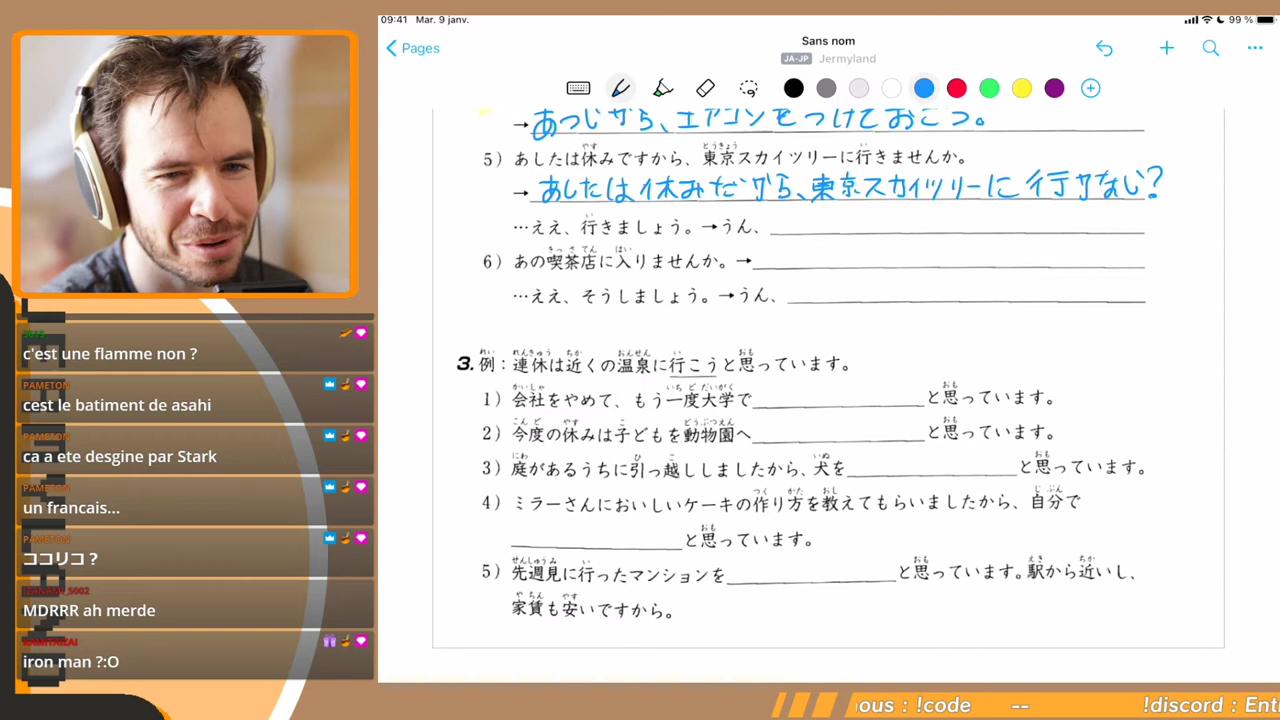 09:41 Mar. 9 janv.
99 %
Pages
Sans nom
JA-JP Jermyland
→ あついから、エアコンをつけておこう。
5) あしたは休みですから、東京スカイツリーに行きませんか。
→ あしたは休みだから、東京スカイツリーに行かない?
…ええ、行きましょう。→うん、
6) あの喫茶店に入りませんか。→
…ええ、そうしましょう。→うん、
3. 例:連休は近くの温泉に行こうと思っています。
1) 会社をやめて、もう一度大学で と思っています。
2) 今度の休みは子どもを動物園へ と思っています。
3) 庭があるうちに引っ越ししましたから、犬を と思っています。
4) ミラーさんにおいしいケーキの作り方を教えてもらいましたから、自分で
と思っています。
5) 先週見に行ったマンションを と思っています。駅から近いし、
家賃も安いですから。
c'est une flamme non ?
PAMETON
cest le batiment de asahi
PAMETON
ca a ete desgine par Stark
PAMETON
un francais...
PAMETON
ココリコ ?
MDRRR ah merde
iron man ?:O
ous : !code -- !discord : Ent